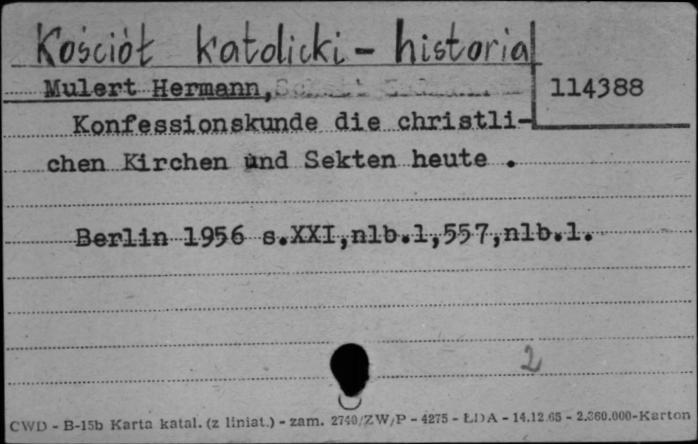 Kościół katolicki - historia
Mulert Hermann,
114388
Konfessionskunde die christli-
chen Kirchen und Sekten heute .
Berlin 1956 s.XXI,nlb.1,557,nlb.1.
2
CWD - B-15b Karta katal. (z liniat.) - zam. 2740/ZW/P - 4275 - ŁDA - 14.12.65 - 2.360.000-Karton